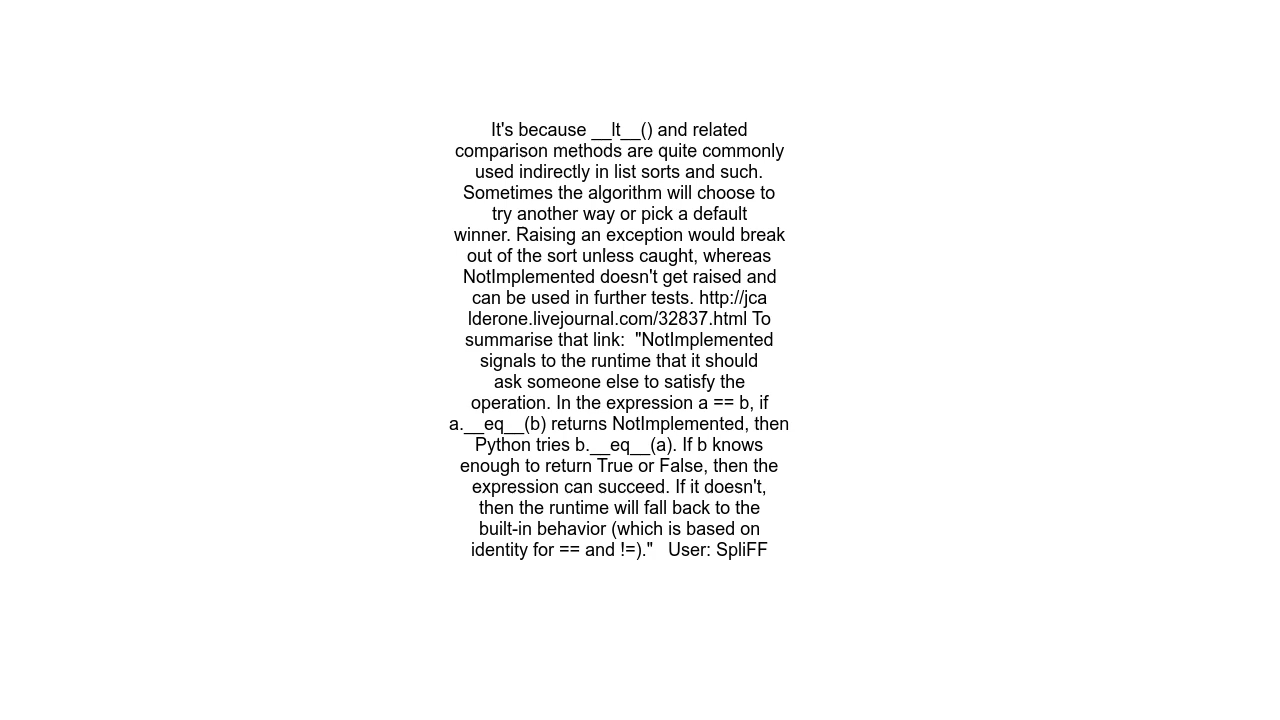 It's because __lt__() and related
comparison methods are quite commonly
used indirectly in list sorts and such.
Sometimes the algorithm will choose to
try another way or pick a default
winner. Raising an exception would break
out of the sort unless caught, whereas
NotImplemented doesn't get raised and
can be used in further tests. http://jca
lderone.livejournal.com/32837.html To
summarise that link:  "NotImplemented
signals to the runtime that it should
ask someone else to satisfy the
operation. In the expression a == b, if
a.__eq__(b) returns NotImplemented, then
Python tries b.__eq__(a). If b knows
enough to return True or False, then the
expression can succeed. If it doesn't,
then the runtime will fall back to the
built-in behavior (which is based on
identity for == and !=)."   User: SpliFF